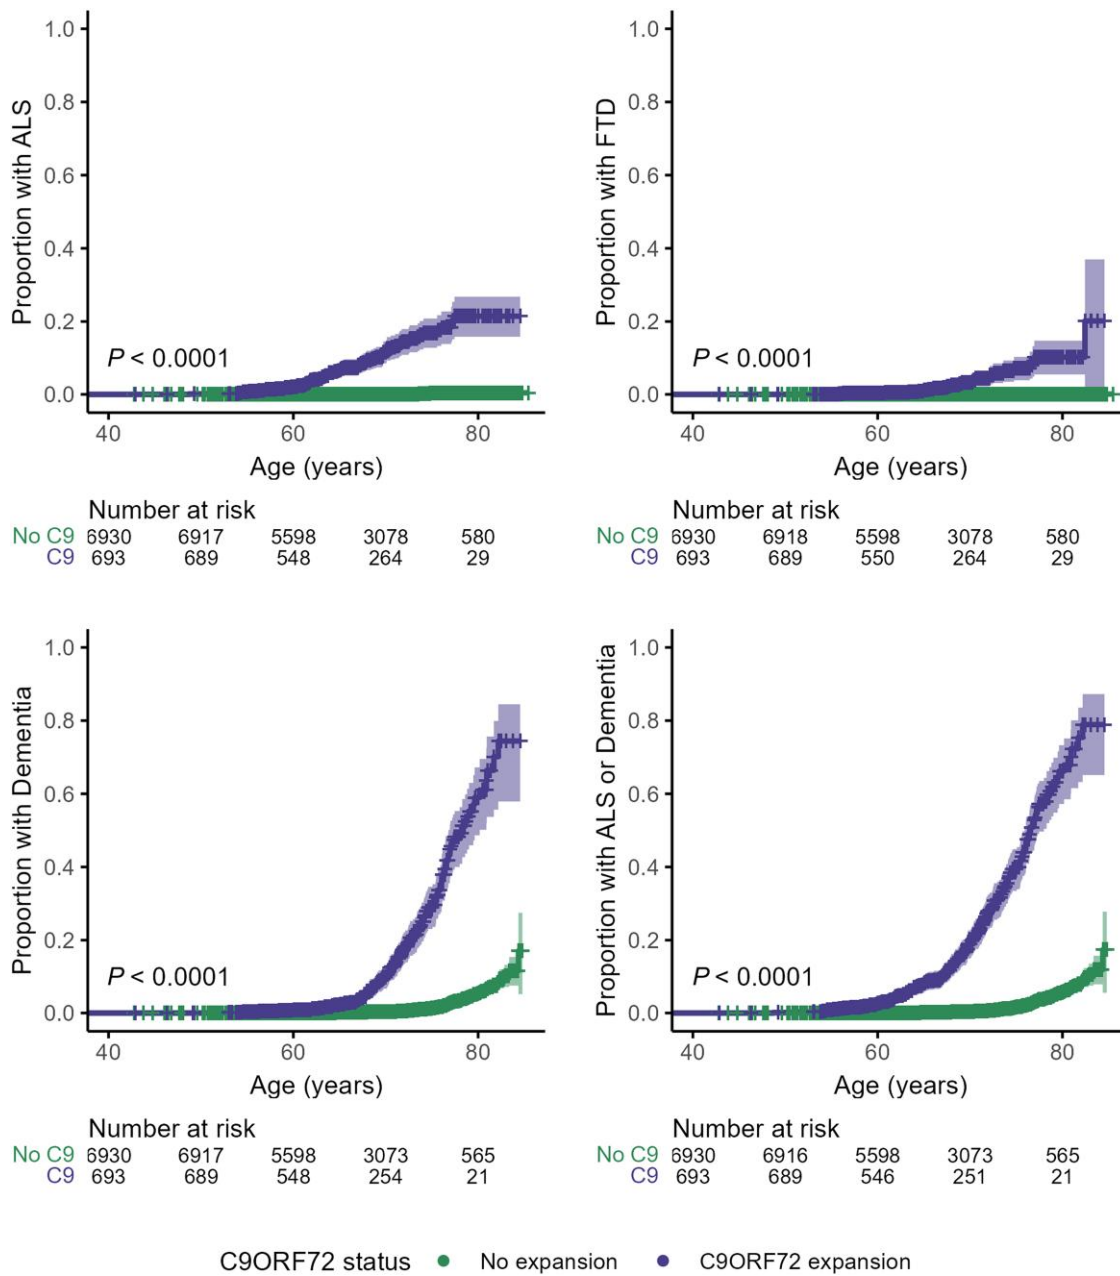 Proportion with ALS
1.0
0.8
0.6
0.4
0.2
0.0
P < 0.0001
40 60 80
Age (years)
Number at risk
No C9 6930 6917 5598 3078 580
C9 693 689 548 264 29
Proportion with FTD
1.0
0.8
0.6
0.4
0.2
0.0
P < 0.0001
40 60 80
Age (years)
Number at risk
No C9 6930 6918 5598 3078 580
C9 693 689 550 264 29
Proportion with Dementia
1.0
0.8
0.6
0.4
0.2
0.0
P < 0.0001
40 60 80
Age (years)
Number at risk
No C9 6930 6917 5598 3073 565
C9 693 689 548 254 21
Proportion with ALS or Dementia
1.0
0.8
0.6
0.4
0.2
0.0
P < 0.0001
40 60 80
Age (years)
Number at risk
No C9 6930 6916 5598 3073 565
C9 693 689 546 251 21
C9ORF72 status No expansion C9ORF72 expansion